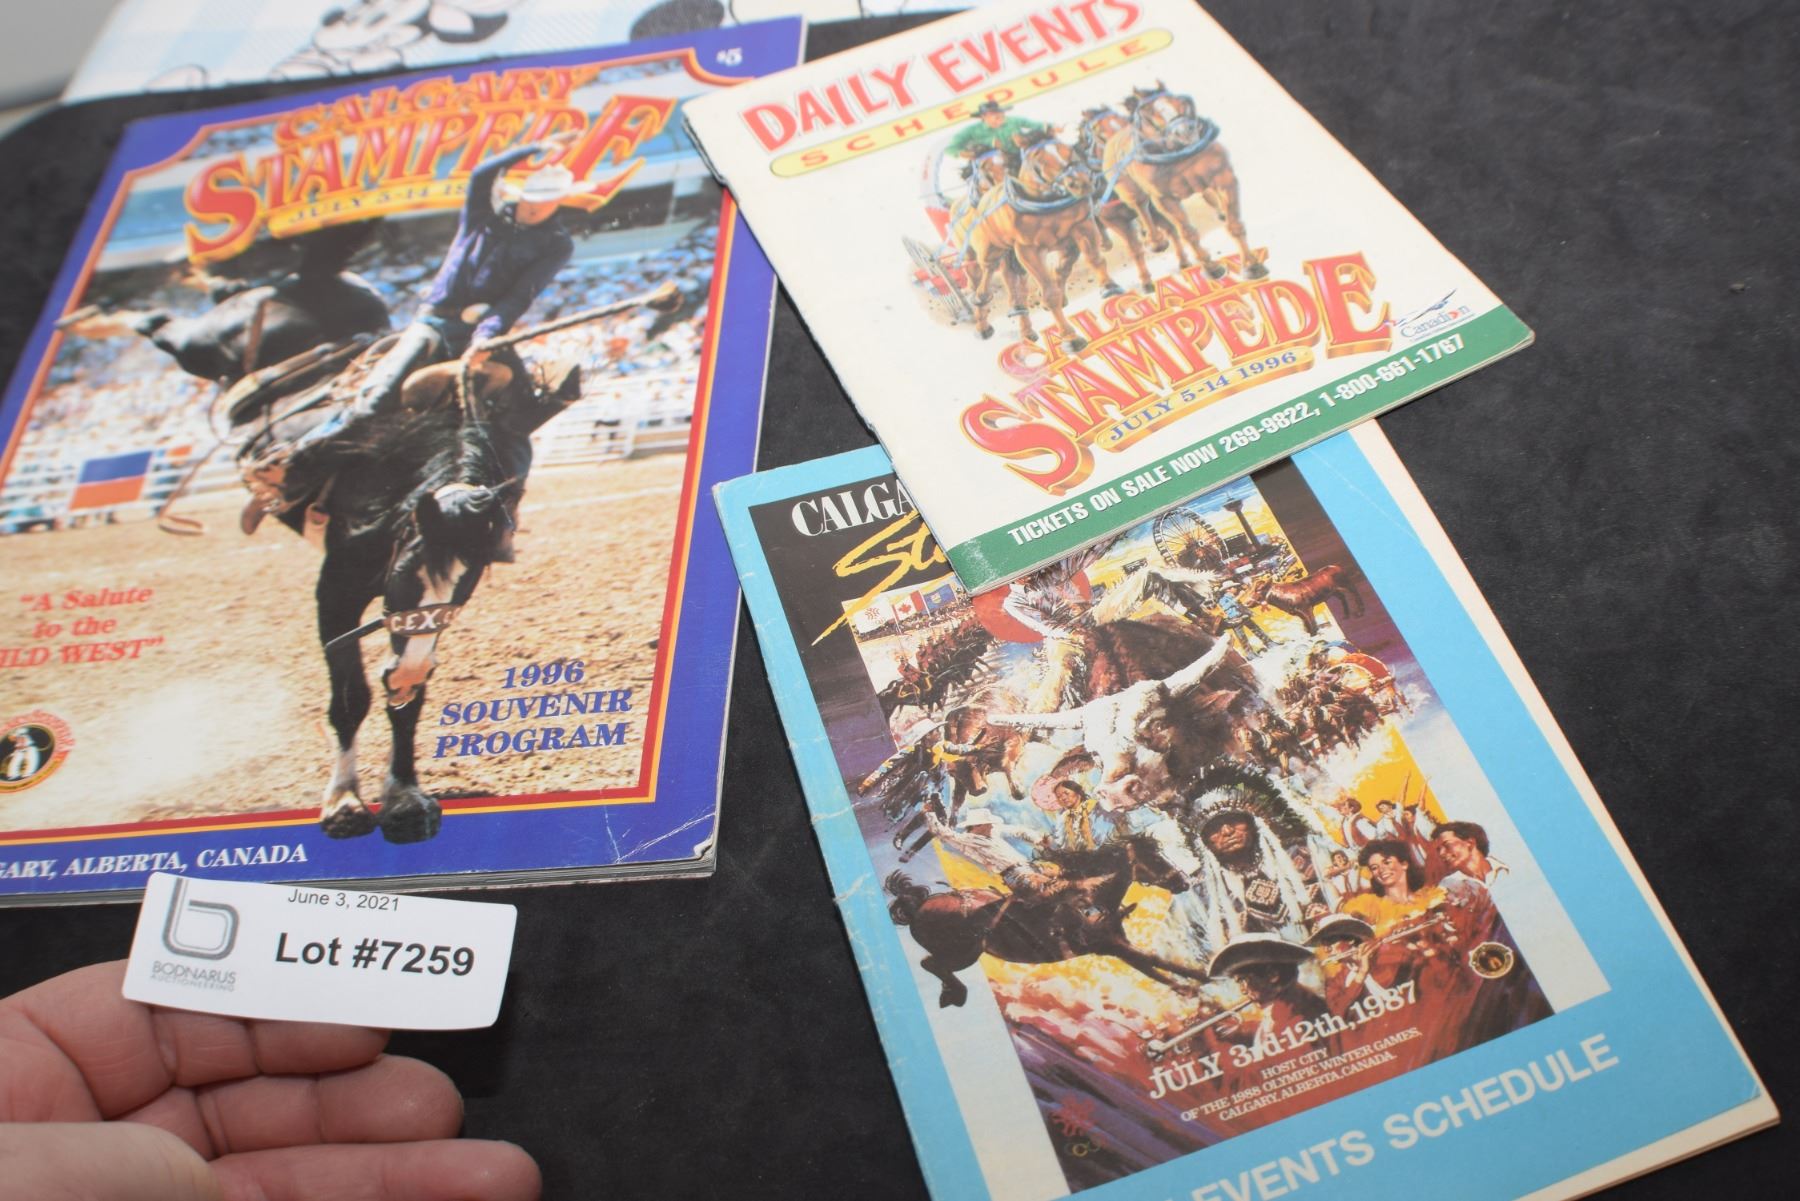 $5
CALGARY
STAMPEDE
JULY 5-14
"A Salute
to the
WEST"
C.E.X.
1996
SOUVENIR
PROGRAM
ALBERTA, CANADA
June 3, 2021
Lot #7259
BODNARUS
AUCTIONEERING
DAILY EVENTS
SCHEDULE
CALGARY
STAMPEDE
JULY 5-14 1996
Canadian
TICKETS ON SALE NOW 269-9822, 1-800-661-1767
JULY 3rd-12th, 1987
HOST CITY
OF THE 1988 OLYMPIC WINTER GAMES,
CALGARY, ALBERTA, CANADA.
EVENTS SCHEDULE